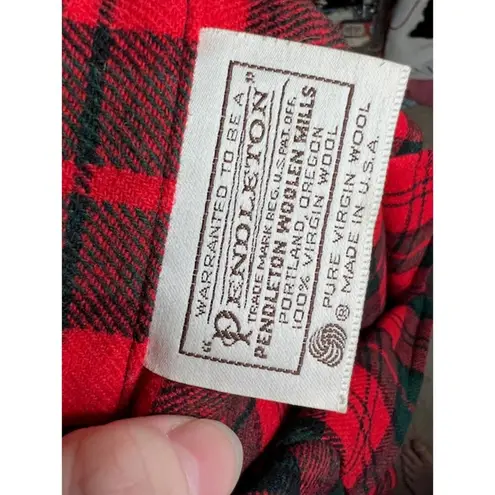 WARRANTED TO BE A
"PENDLETON"
TRADE MARK REG. U.S. PAT. OFF.
PENDLETON WOOLEN MILLS
PORTLAND, OREGON
100% VIRGIN WOOL
PURE VIRGIN WOOL
® MADE IN U.S.A.